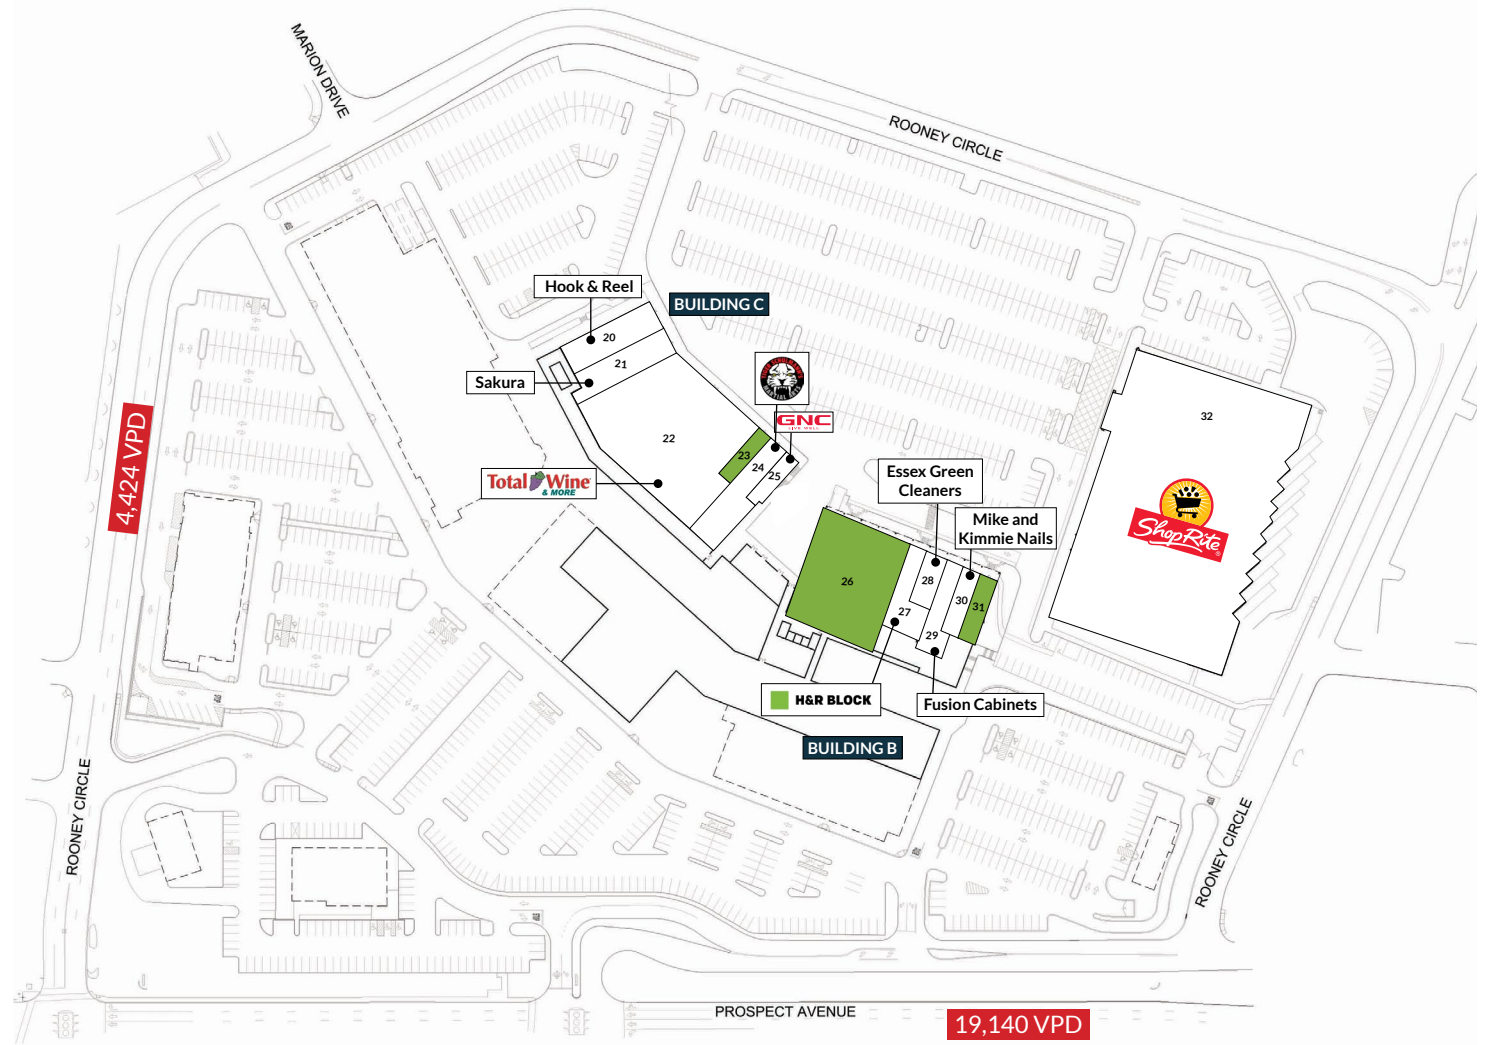 MARION DRIVE
ROONEY CIRCLE
Hook & Reel
BUILDING C
20
21
Sakura
GNC
LIVE WELL
32
22
23
24
25
4,424 VPD
Total Wine
& MORE
Essex Green
Cleaners
Mike and
Kimmie Nails
ShopRite
26
28
27
30
31
29
H&R BLOCK
Fusion Cabinets
BUILDING B
ROONEY CIRCLE
ROONEY CIRCLE
PROSPECT AVENUE
19,140 VPD